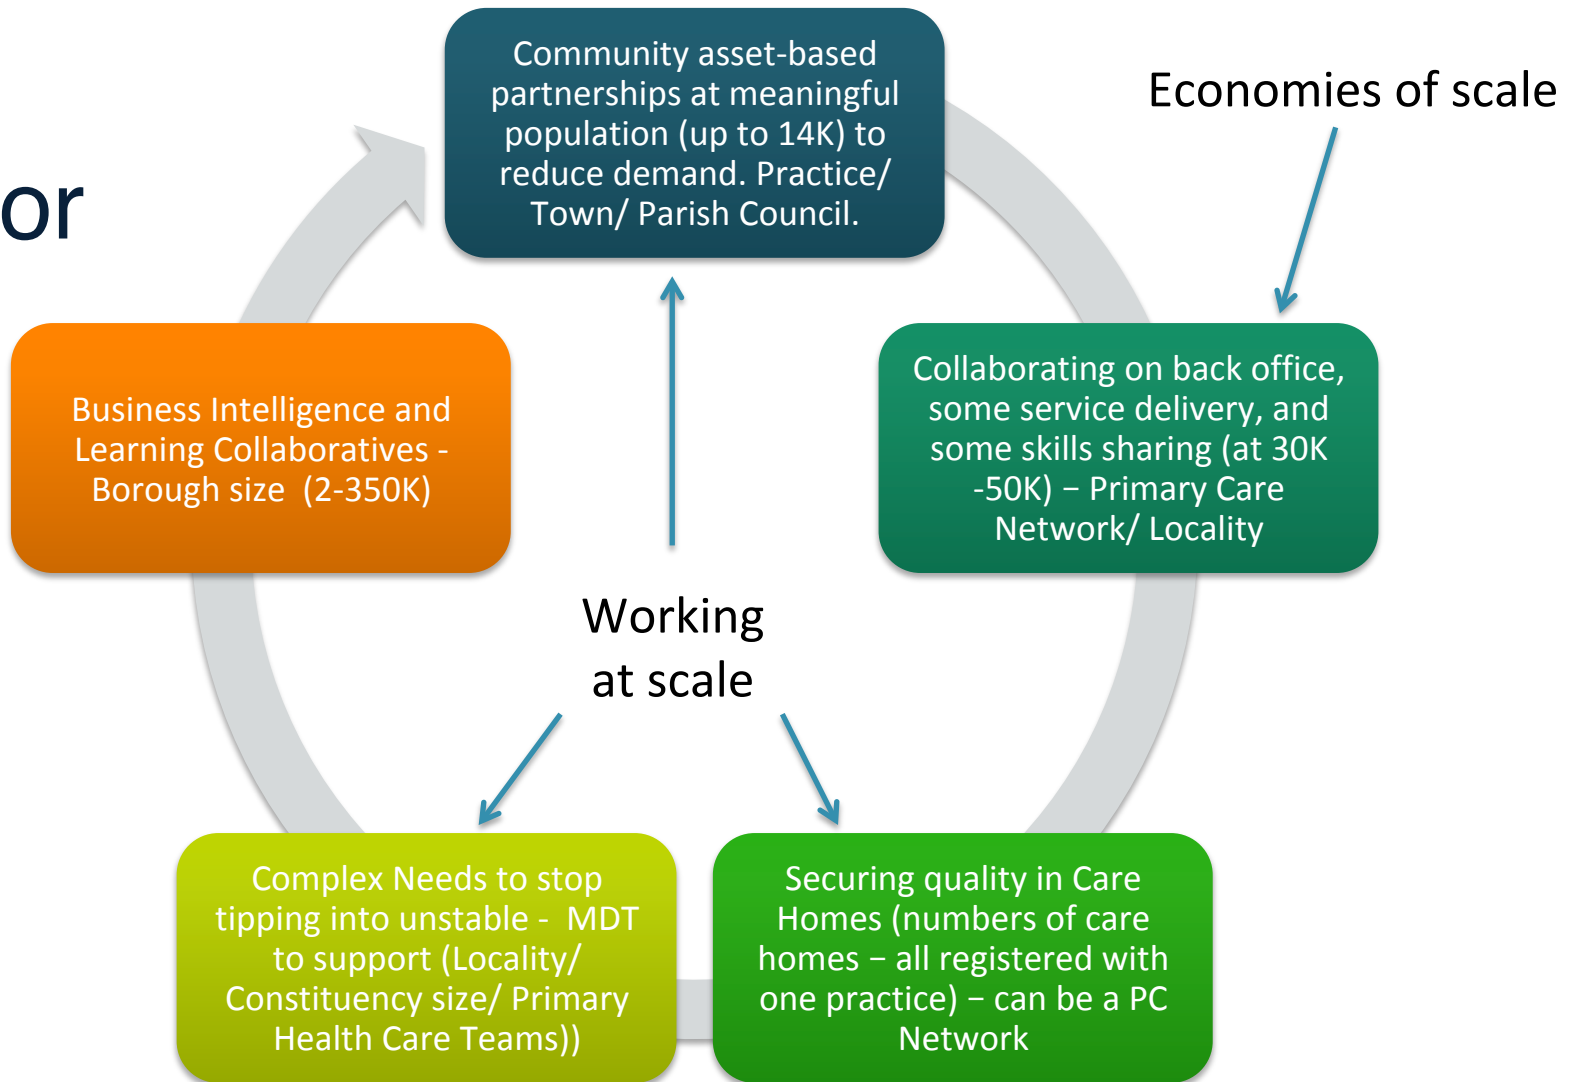 or
Community asset-based
partnerships at meaningful
population (up to 14K) to
reduce demand. Practice/
Town/ Parish Council.
Economies of scale
Collaborating on back office,
some service delivery, and
some skills sharing (at 30K
-50K) – Primary Care
Network/ Locality
Business Intelligence and
Learning Collaboratives -
Borough size  (2-350K)
Working
at scale
Complex Needs to stop
tipping into unstable -  MDT
to support (Locality/
Constituency size/ Primary
Health Care Teams))
Securing quality in Care
Homes (numbers of care
homes – all registered with
one practice) – can be a PC
Network